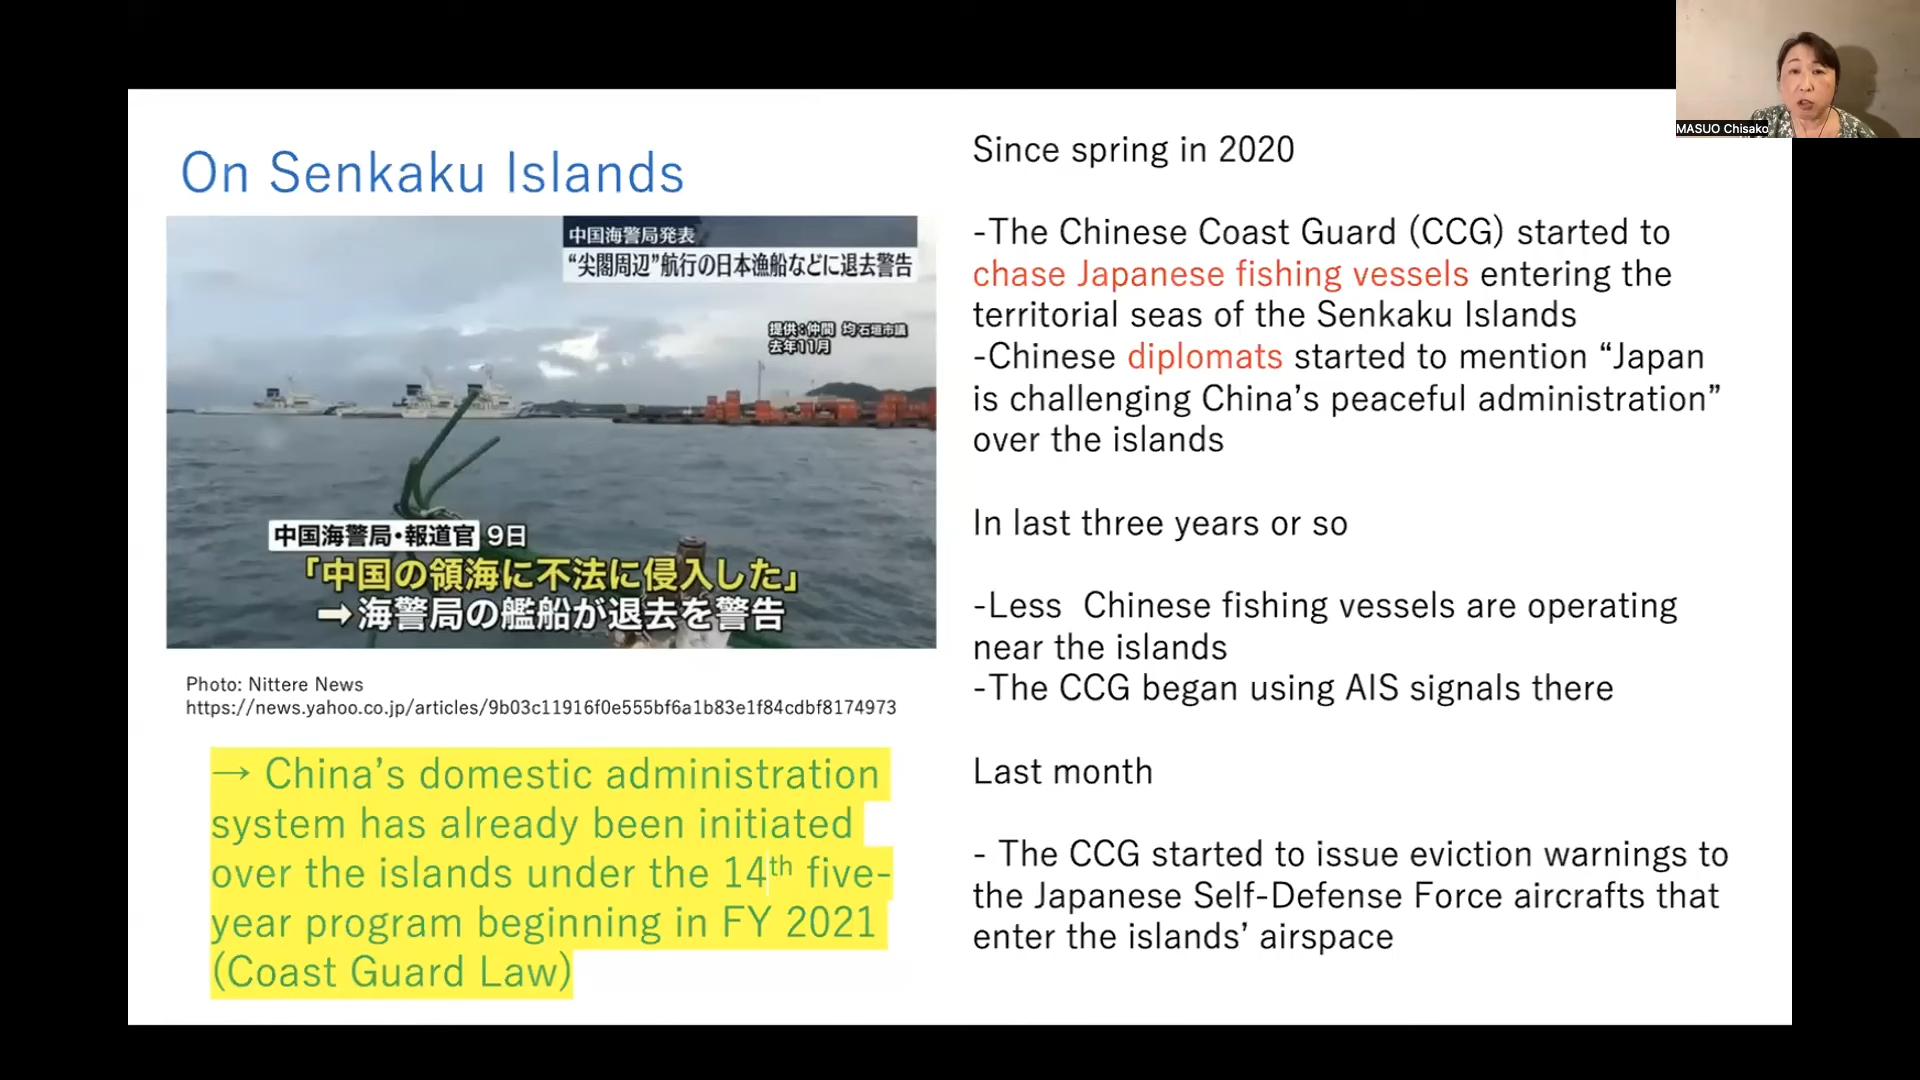 MASUO Chisako
On Senkaku Islands
中国海警局発表
“尖閣周辺”航行の日本漁船などに退去警告
提供:仲間 均石垣市議
去年11月
中国海警局・報道官 9日
「中国の領海に不法に侵入した」
➡海警局の艦船が退去を警告
Photo: Nittere News
https://news.yahoo.co.jp/articles/9b03c11916f0e555bf6a1b83e1f84cdbf8174973
→ China’s domestic administration
system has already been initiated
over the islands under the 14th five-
year program beginning in FY 2021
(Coast Guard Law)
Since spring in 2020
-The Chinese Coast Guard (CCG) started to
chase Japanese fishing vessels entering the
territorial seas of the Senkaku Islands
-Chinese diplomats started to mention “Japan
is challenging China’s peaceful administration”
over the islands
In last three years or so
-Less  Chinese fishing vessels are operating
near the islands
-The CCG began using AIS signals there
Last month
- The CCG started to issue eviction warnings to
the Japanese Self-Defense Force aircrafts that
enter the islands’ airspace